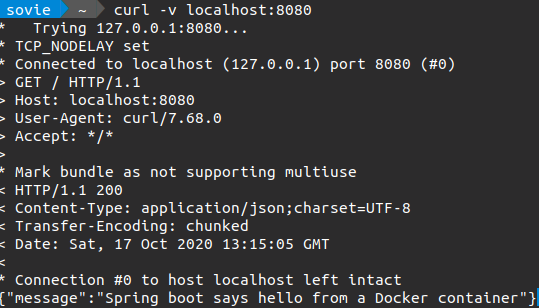 sovie ~ curl -v localhost:8080
* Trying 127.0.0.1:8080...
* TCP_NODELAY set
* Connected to localhost (127.0.0.1) port 8080 (#0)
> GET / HTTP/1.1
> Host: localhost:8080
> User-Agent: curl/7.68.0
> Accept: */*
>
* Mark bundle as not supporting multiuse
< HTTP/1.1 200
< Content-Type: application/json;charset=UTF-8
< Transfer-Encoding: chunked
< Date: Sat, 17 Oct 2020 13:15:05 GMT
<
* Connection #0 to host localhost left intact
{"message":"Spring boot says hello from a Docker container"}